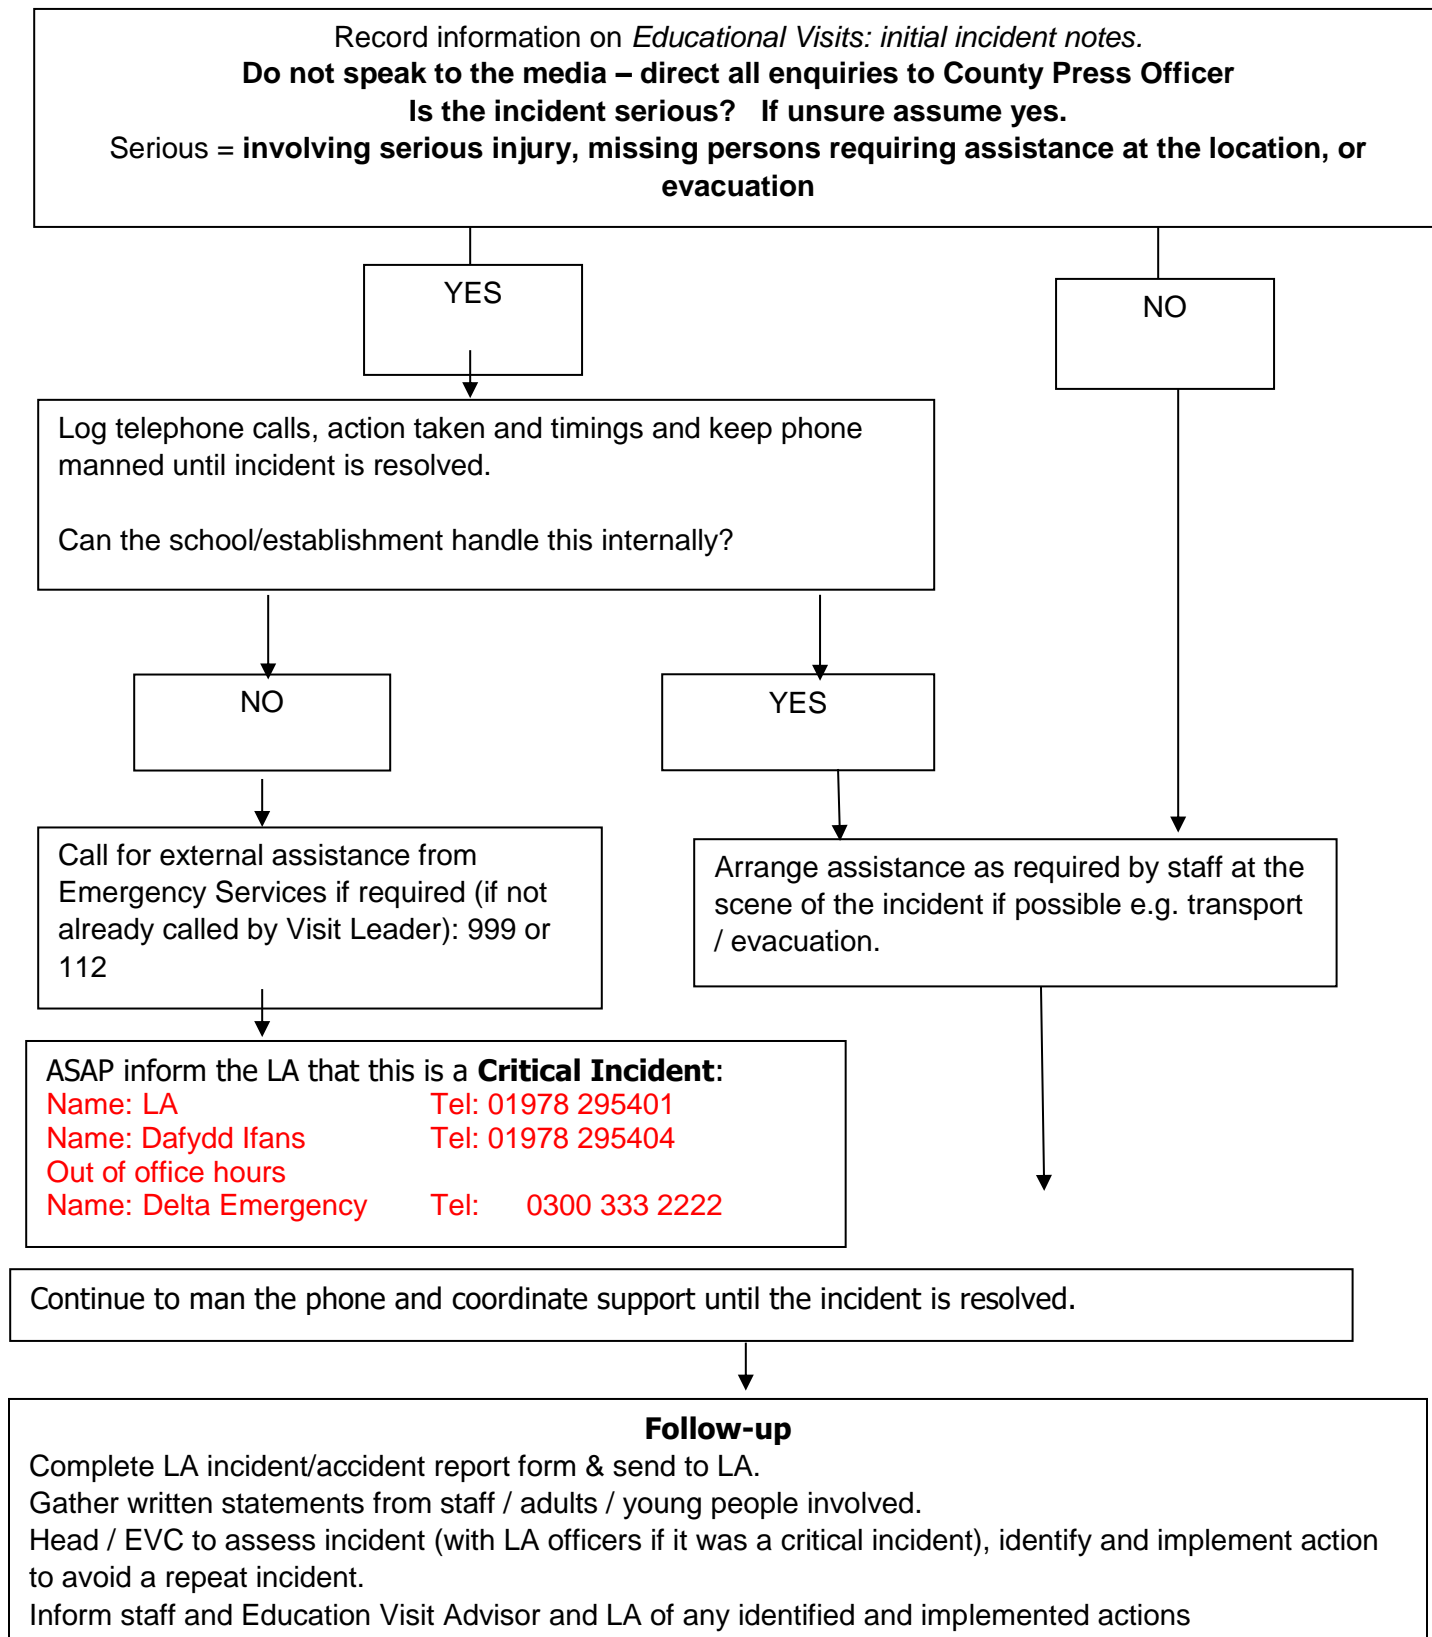 Record information on Educational Visits: initial incident notes.
Do not speak to the media – direct all enquiries to County Press Officer
Is the incident serious?   If unsure assume yes.
Serious = involving serious injury, missing persons requiring assistance at the location, or
evacuation
YES
NO
Log telephone calls, action taken and timings and keep phone
manned until incident is resolved.
Can the school/establishment handle this internally?
NO
YES
Call for external assistance from
Emergency Services if required (if not
already called by Visit Leader): 999 or
112
Arrange assistance as required by staff at the
scene of the incident if possible e.g. transport
/ evacuation.
ASAP inform the LA that this is a Critical Incident:
Name: LA Tel: 01978 295401
Name: Dafydd Ifans Tel: 01978 295404
Out of office hours
Name: Delta Emergency Tel: 0300 333 2222
Continue to man the phone and coordinate support until the incident is resolved.
Follow-up
Complete LA incident/accident report form & send to LA.
Gather written statements from staff / adults / young people involved.
Head / EVC to assess incident (with LA officers if it was a critical incident), identify and implement action
to avoid a repeat incident.
Inform staff and Education Visit Advisor and LA of any identified and implemented actions